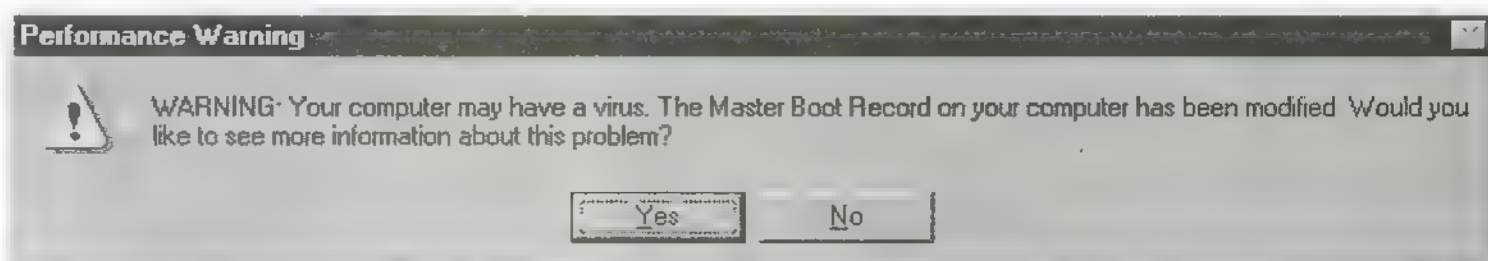 Performance Warning
WARNING: Your computer may have a virus. The Master Boot Record on your computer has been modified Would you
like to see more information about this problem?
Yes
No